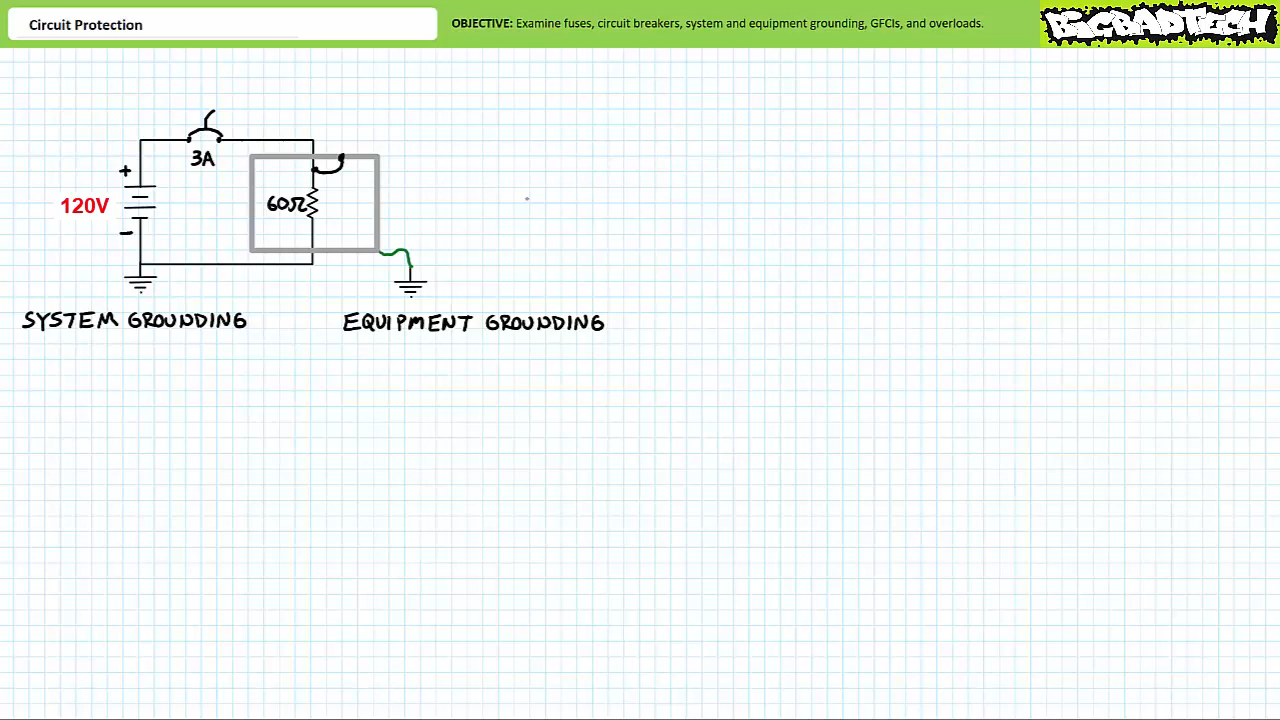 Circuit Protection
OBJECTIVE: Examine fuses, circuit breakers, system and equipment grounding, GFCIs, and overloads.
BIGBADTECH
3A
+
120V
60Ω
-
SYSTEM GROUNDING
EQUIPMENT GROUNDING